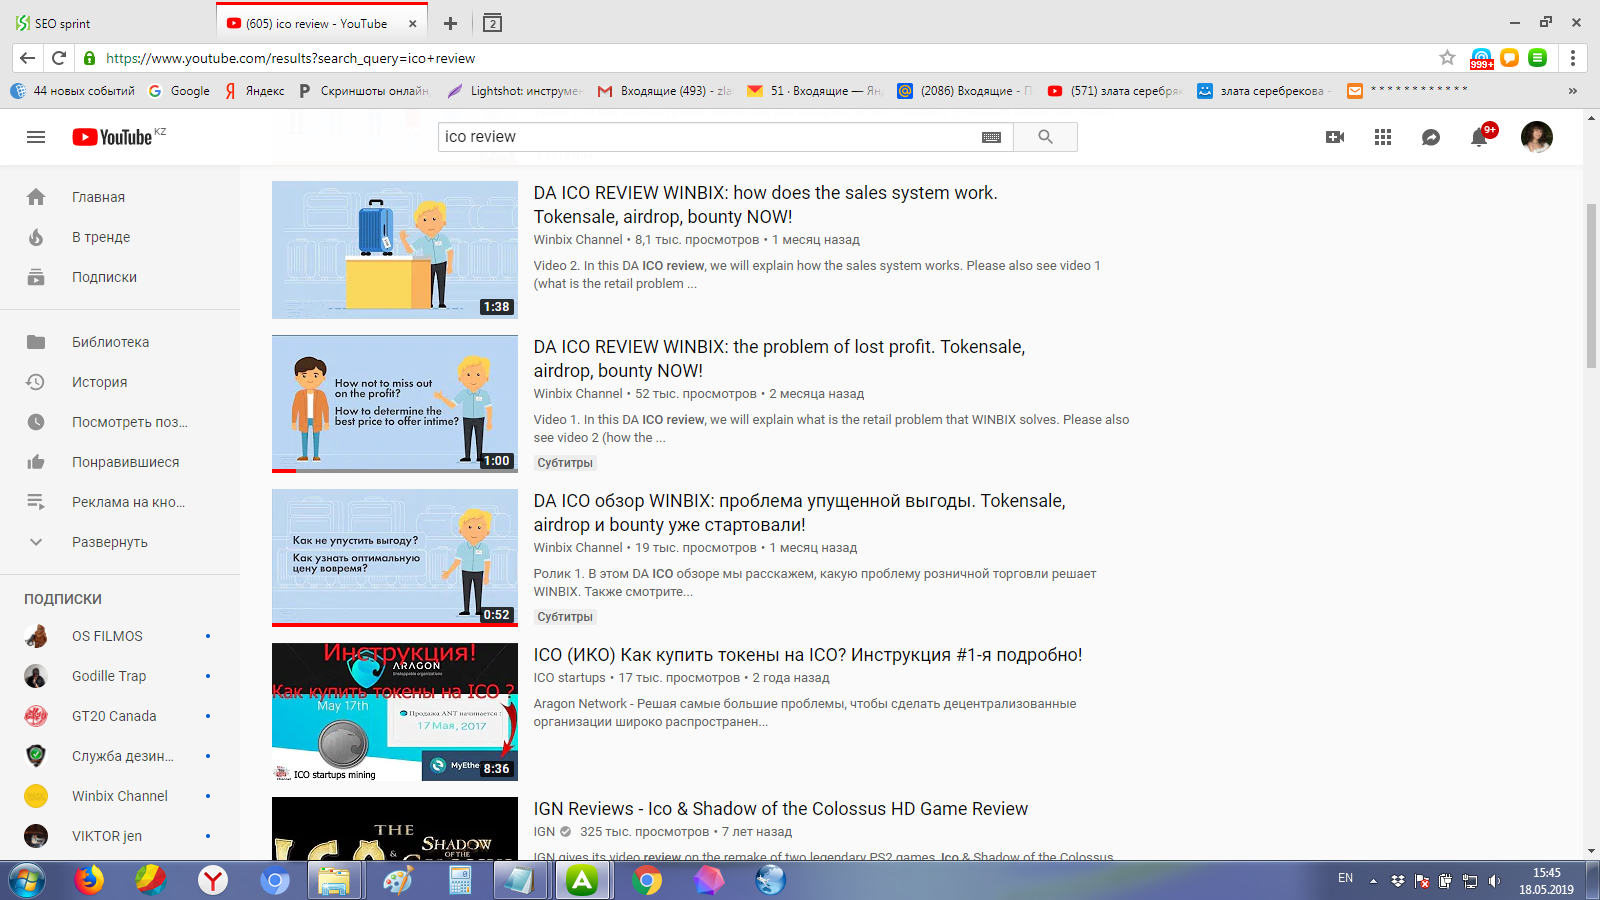 SEO sprint
(605) ico review - YouTube
2
https://www.youtube.com/results?search_query=ico+review
999+
44 новых событий
Google
Яндекс
Скриншоты онлайн
Lightshot: инструмен
Входящие (493) - zla
51 · Входящие — Ян
(2086) Входящие - П
(571) злата серебряк
злата серебрекова -
* * * * * * * * * * * *
YouTube KZ
ico review
9+
Главная
В тренде
Подписки
Библиотека
История
Посмотреть поз...
Понравившиеся
Реклама на кно...
Развернуть
ПОДПИСКИ
OS FILMOS
Godille Trap
GT20 Canada
Служба дезин...
Winbix Channel
VIKTOR jen
1:38
DA ICO REVIEW WINBIX: how does the sales system work.
Tokensale, airdrop, bounty NOW!
Winbix Channel • 8,1 тыс. просмотров • 1 месяц назад
Video 2. In this DA ICO review, we will explain how the sales system works. Please also see video 1
(what is the retail problem ...
How not to miss out
on the profit?
How to determine the
best price to offer intime?
1:00
DA ICO REVIEW WINBIX: the problem of lost profit. Tokensale,
airdrop, bounty NOW!
Winbix Channel • 52 тыс. просмотров • 2 месяца назад
Video 1. In this DA ICO review, we will explain what is the retail problem that WINBIX solves. Please also
see video 2 (how the ...
Субтитры
Как не упустить выгоду?
Как узнать оптимальную
цену вовремя?
0:52
DA ICO обзор WINBIX: проблема упущенной выгоды. Tokensale,
airdrop и bounty уже стартовали!
Winbix Channel • 19 тыс. просмотров • 1 месяц назад
Ролик 1. В этом DA ICO обзоре мы расскажем, какую проблему розничной торговли решает
WINBIX. Также смотрите...
Субтитры
Инструкция!
ARAGON
Как купить токены на ICO ?
May 17th
Продажа ANT начинается :
17 Мая, 2017
MyEthe
8:36
ICO startups mining
ICO (ИКО) Как купить токены на ICO? Инструкция #1-я подробно!
ICO startups • 17 тыс. просмотров • 2 года назад
Aragon Network - Решая самые большие проблемы, чтобы сделать децентрализованные
организации широко распространен...
THE
ICO
SHADOW
OF THE
IGN Reviews - Ico & Shadow of the Colossus HD Game Review
IGN 325 тыс. просмотров • 7 лет назад
IGN gives its video review on the remake of two legendary PS2 games, Ico & Shadow of the Colossus
EN
15:45
18.05.2019